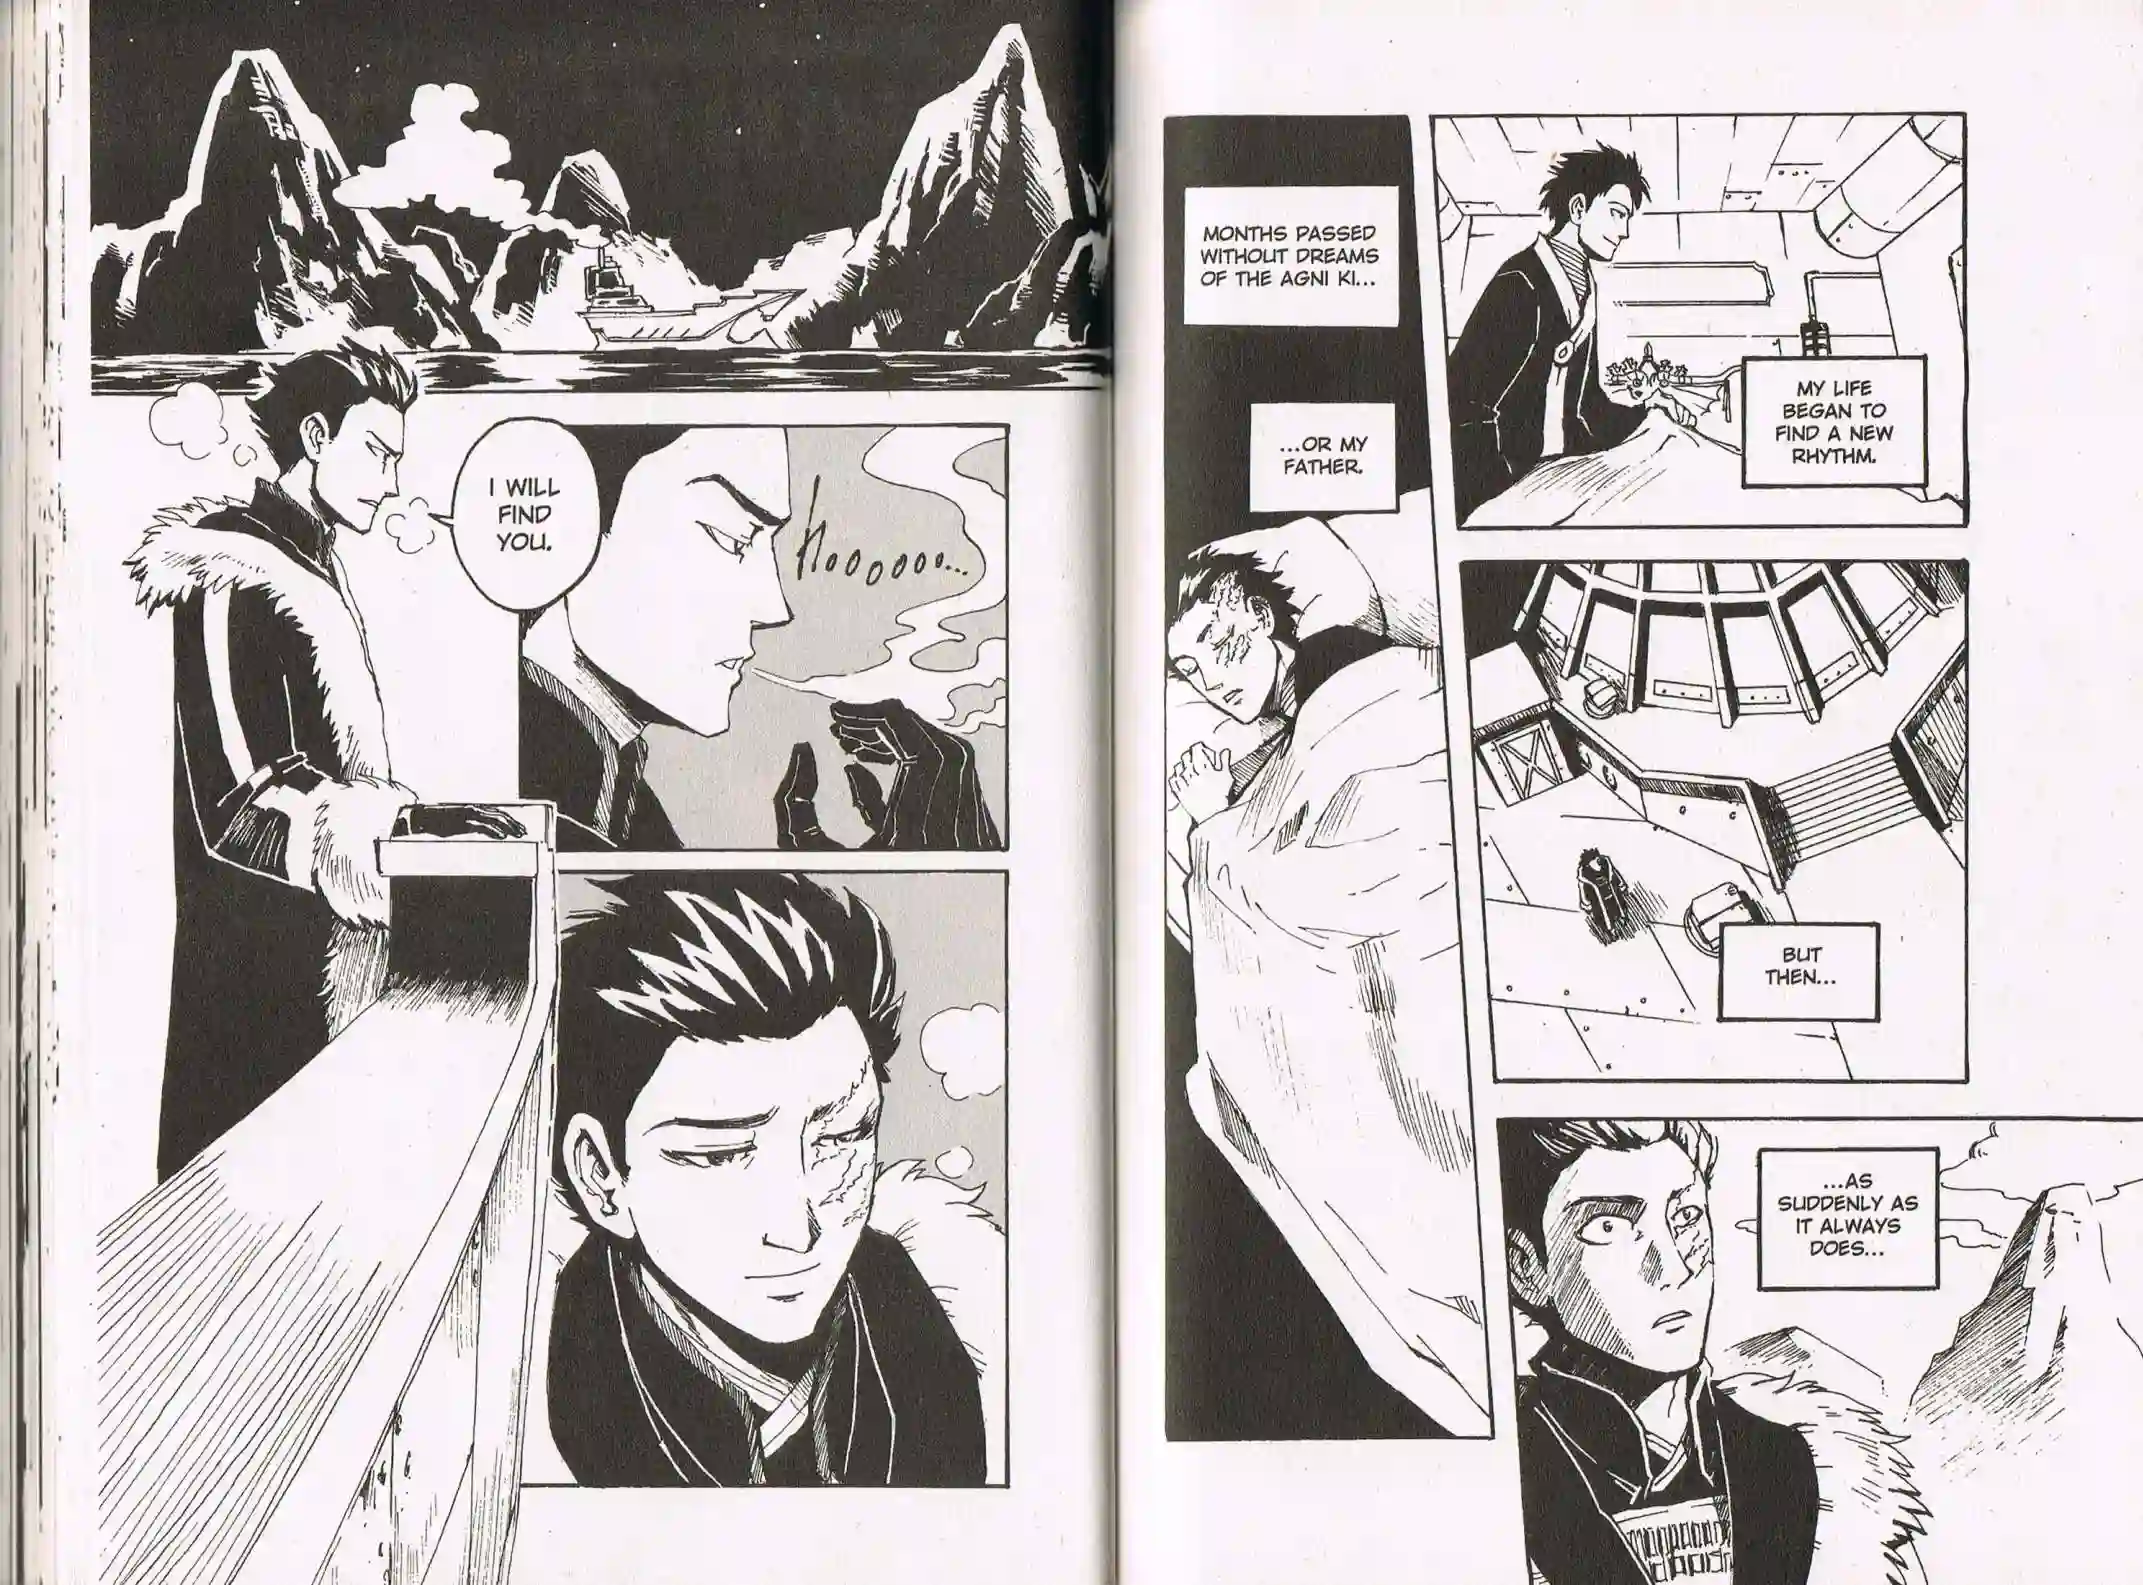 I WILL
FIND
YOU.
hoooooo...
MONTHS PASSED
WITHOUT DREAMS
OF THE AGNI KI...
...OR MY
FATHER.
MY LIFE
BEGAN TO
FIND A NEW
RHYTHM.
BUT
THEN...
...AS
SUDDENLY AS
IT ALWAYS
DOES...